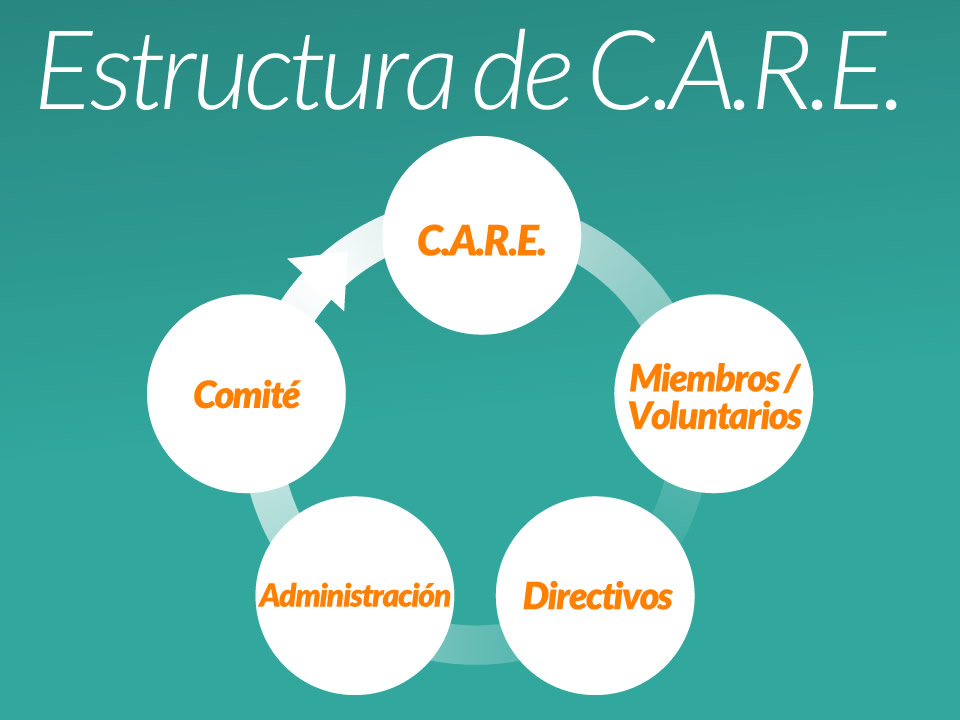 Estructura de C.A.R.E.
C.A.R.E.
Miembros /
Voluntarios
Directivos
Administración
Comité